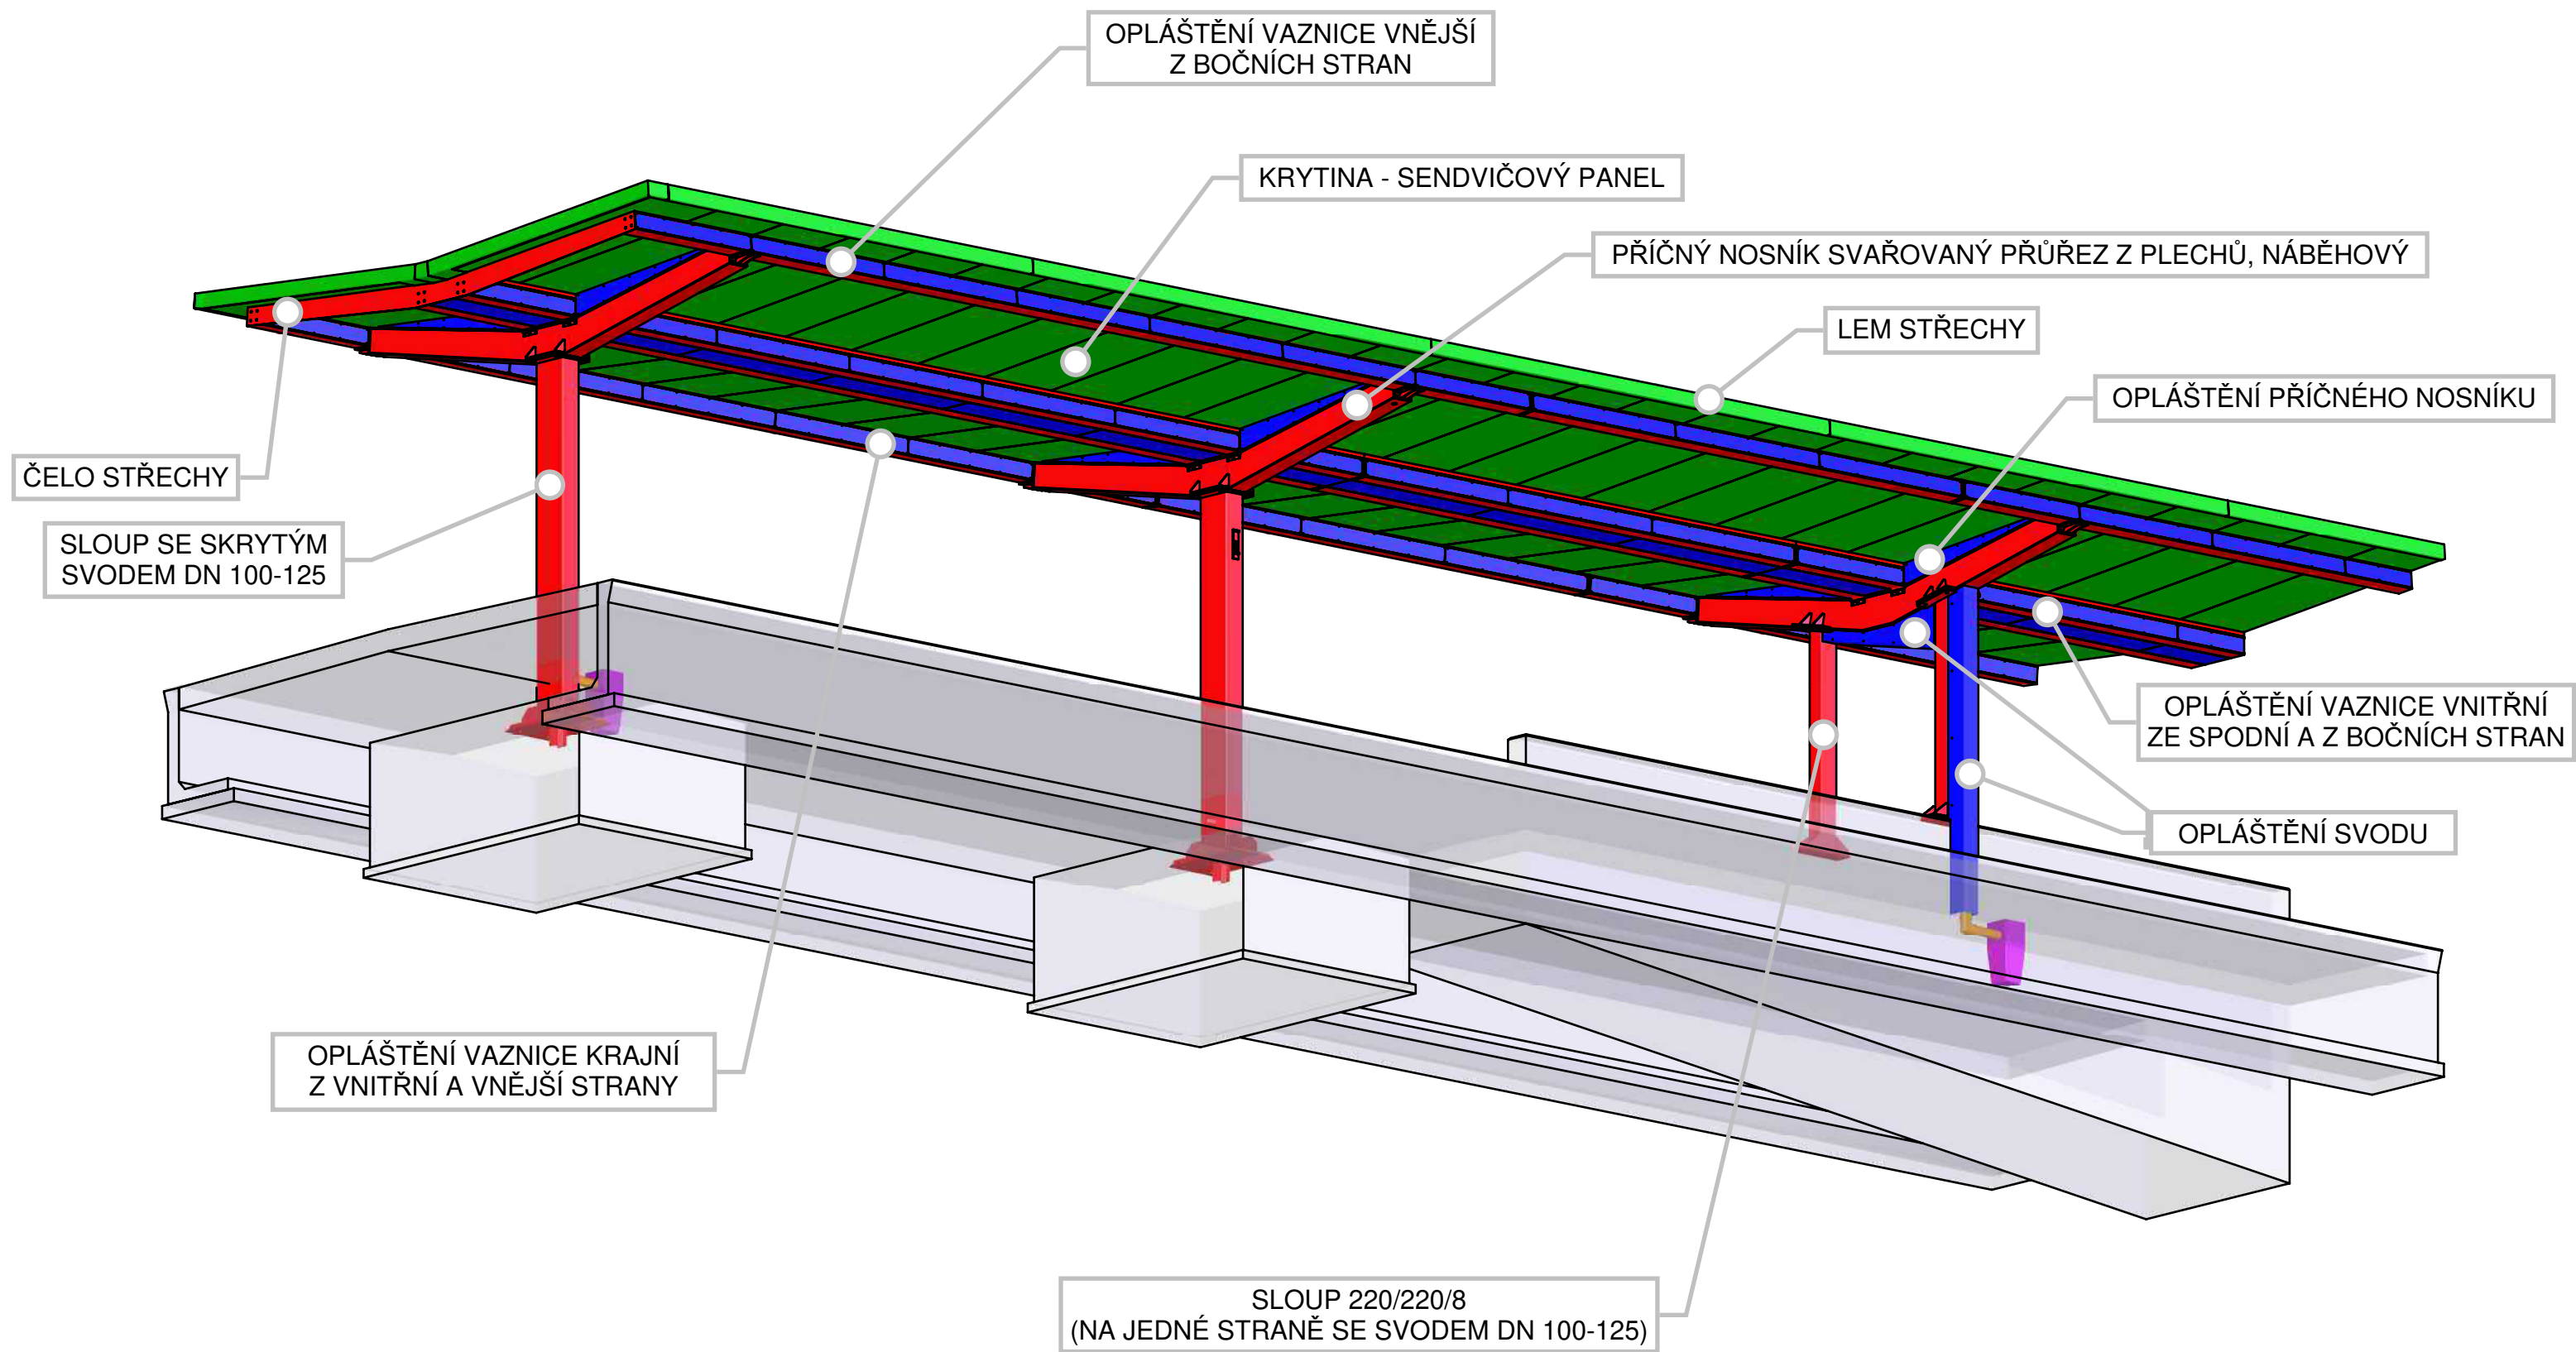 OPLÁŠTĚNÍ VAZNICE VNĚJŠÍ
Z BOČNÍCH STRAN
KRYTINA - SENDVIČOVÝ PANEL
PŘÍČNÝ NOSNÍK SVAŘOVANÝ PRŮŘEZ Z PLECHŮ, NÁBĚHOVÝ
LEM STŘECHY
OPLÁŠTĚNÍ PŘÍČNÉHO NOSNÍKU
ČELO STŘECHY
SLOUP SE SKRYTÝM
SVODEM DN 100-125
OPLÁŠTĚNÍ VAZNICE VNITŘNÍ
ZE SPODNÍ A Z BOČNÍCH STRAN
OPLÁŠTĚNÍ SVODU
OPLÁŠTĚNÍ VAZNICE KRAJNÍ
Z VNITŘNÍ A VNĚJŠÍ STRANY
SLOUP 220/220/8
(NA JEDNÉ STRANĚ SE SVODEM DN 100-125)